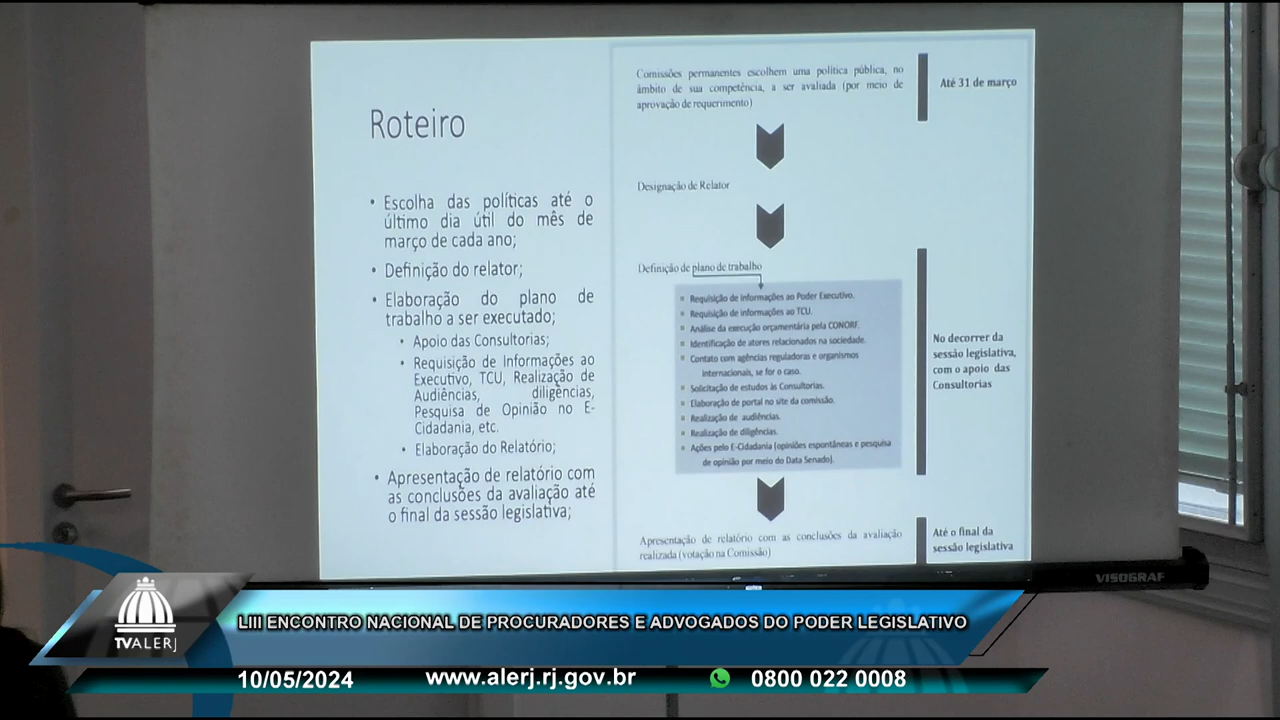 Roteiro
• Escolha das políticas até o
último dia útil do mês de
março de cada ano;
• Definição do relator;
• Elaboração do plano de
trabalho a ser executado;
• Apoio das Consultorias;
• Requisição de Informações ao
Executivo, TCU, Realização de
Audiências, diligências,
Pesquisa de Opinião no E-
Cidadania, etc.
• Elaboração do Relatório;
• Apresentação de relatório com
as conclusões da avaliação até
o final da sessão legislativa;
Comissões permanentes escolhem uma política pública, no
âmbito de sua competência, a ser avaliada (por meio de
aprovação de requerimento)
Até 31 de março
Designação de Relator
Definição de plano de trabalho
Requisição de informações ao Poder Executivo.
Requisição de informações ao TCU.
Análise da execução orçamentária pela CONORF.
Identificação de atores relacionados na sociedade.
Contato com agências reguladoras e organismos
internacionais, se for o caso.
Solicitação de estudos às Consultorias.
Elaboração de portal no site da comissão.
Realização de audiências.
Realização de diligências.
Ações pelo E-Cidadania (opiniões espontâneas e pesquisa
de opinião por meio do Data Senado).
No decorrer da
sessão legislativa,
com o apoio das
Consultorias
Apresentação de relatório com as conclusões da avaliação
realizada (votação na Comissão)
Até o final da
sessão legislativa
VISOGRAF
TVALERJ
LIII ENCONTRO NACIONAL DE PROCURADORES E ADVOGADOS DO PODER LEGISLATIVO
10/05/2024 www.alerj.rj.gov.br 0800 022 0008